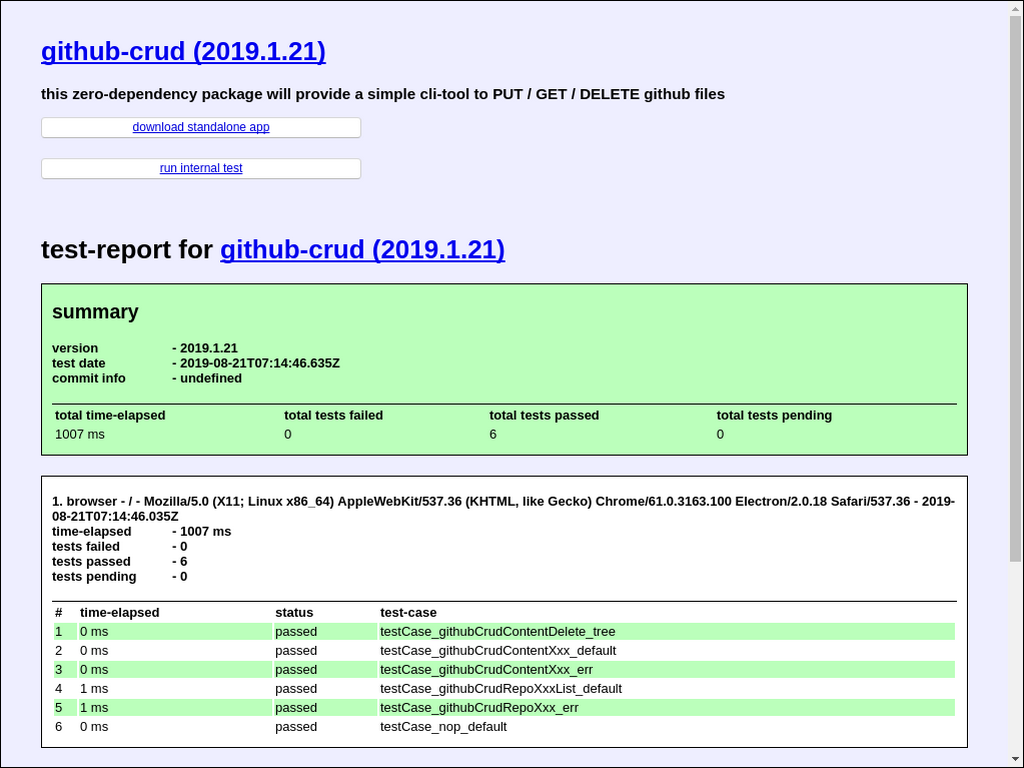 github-crud (2019.1.21)
this zero-dependency package will provide a simple cli-tool to PUT / GET / DELETE github files
download standalone app
run internal test
test-report for github-crud (2019.1.21)
summary
version - 2019.1.21
test date - 2019-08-21T07:14:46.635Z
commit info - undefined
total time-elapsed total tests failed total tests passed total tests pending
1007 ms 0 6 0
1. browser - / - Mozilla/5.0 (X11; Linux x86_64) AppleWebKit/537.36 (KHTML, like Gecko) Chrome/61.0.3163.100 Electron/2.0.18 Safari/537.36 - 2019-
08-21T07:14:46.035Z
time-elapsed - 1007 ms
tests failed - 0
tests passed - 6
tests pending - 0
# time-elapsed status test-case
1 0 ms passed testCase_githubCrudContentDelete_tree
2 0 ms passed testCase_githubCrudContentXxx_default
3 0 ms passed testCase_githubCrudContentXxx_err
4 1 ms passed testCase_githubCrudRepoXxxList_default
5 1 ms passed testCase_githubCrudRepoXxx_err
6 0 ms passed testCase_nop_default